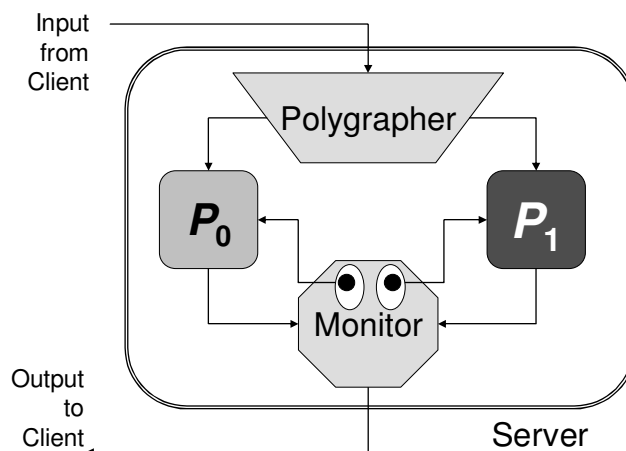 Input
from
Client
Polygrapher
P0
P1
Monitor
Output
to
Client
Server